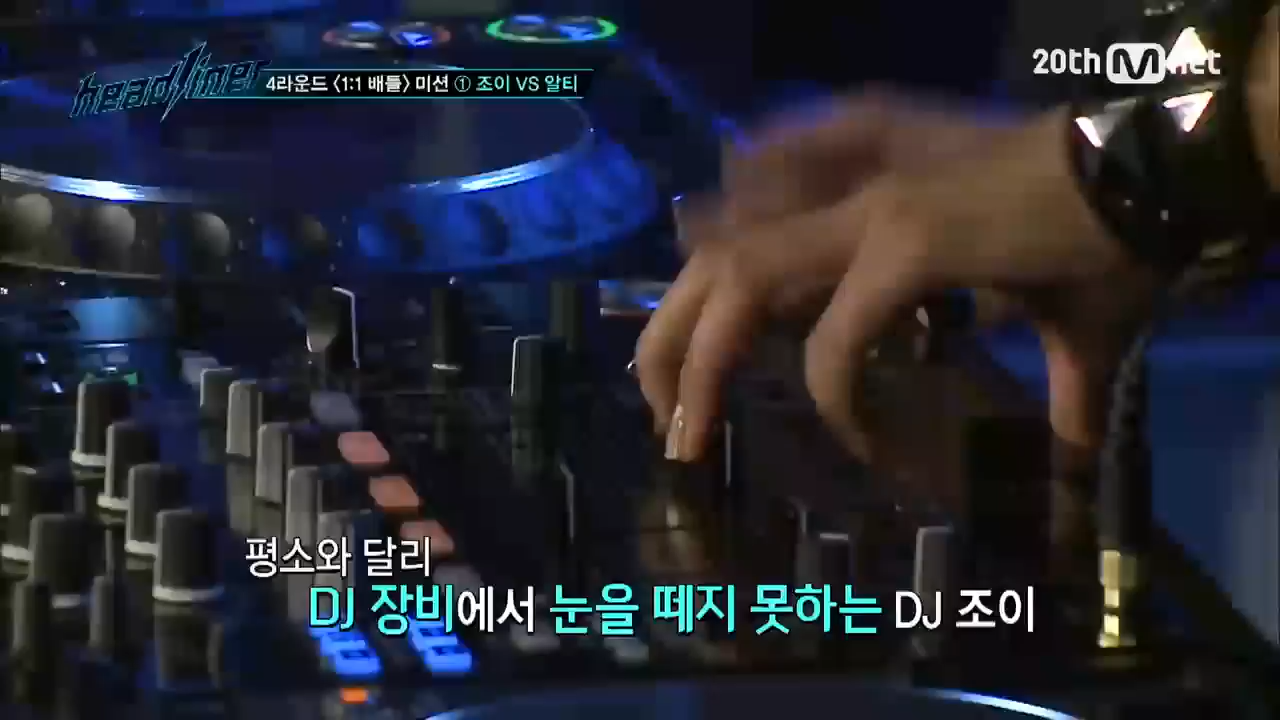 headliner
4라운드 〈1:1 배틀〉 미션 ① 조이 VS 알티
20th Mnet
평소와 달리
DJ 장비에서 눈을 떼지 못하는 DJ 조이